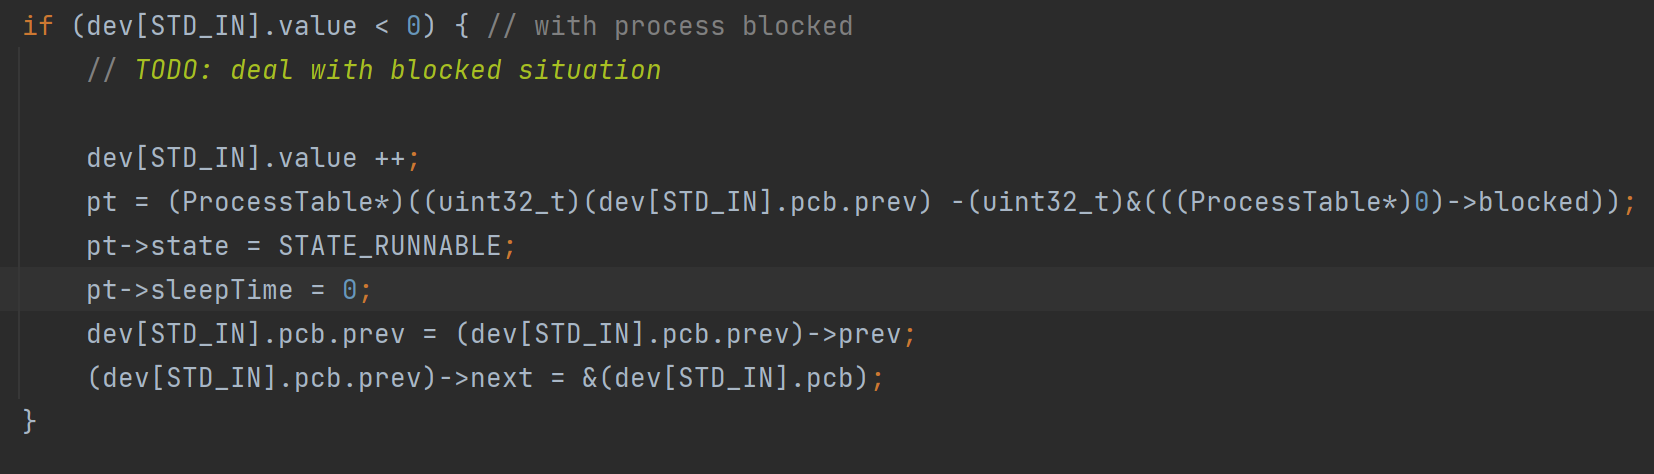 if (dev[STD_IN].value < 0) { // with process blocked
// TODO: deal with blocked situation
dev[STD_IN].value ++;
pt = (ProcessTable*)((uint32_t)(dev[STD_IN].pcb.prev) -(uint32_t)&(((ProcessTable*)0)->blocked));
pt->state = STATE_RUNNABLE;
pt->sleepTime = 0;
dev[STD_IN].pcb.prev = (dev[STD_IN].pcb.prev)->prev;
(dev[STD_IN].pcb.prev)->next = &(dev[STD_IN].pcb);
}